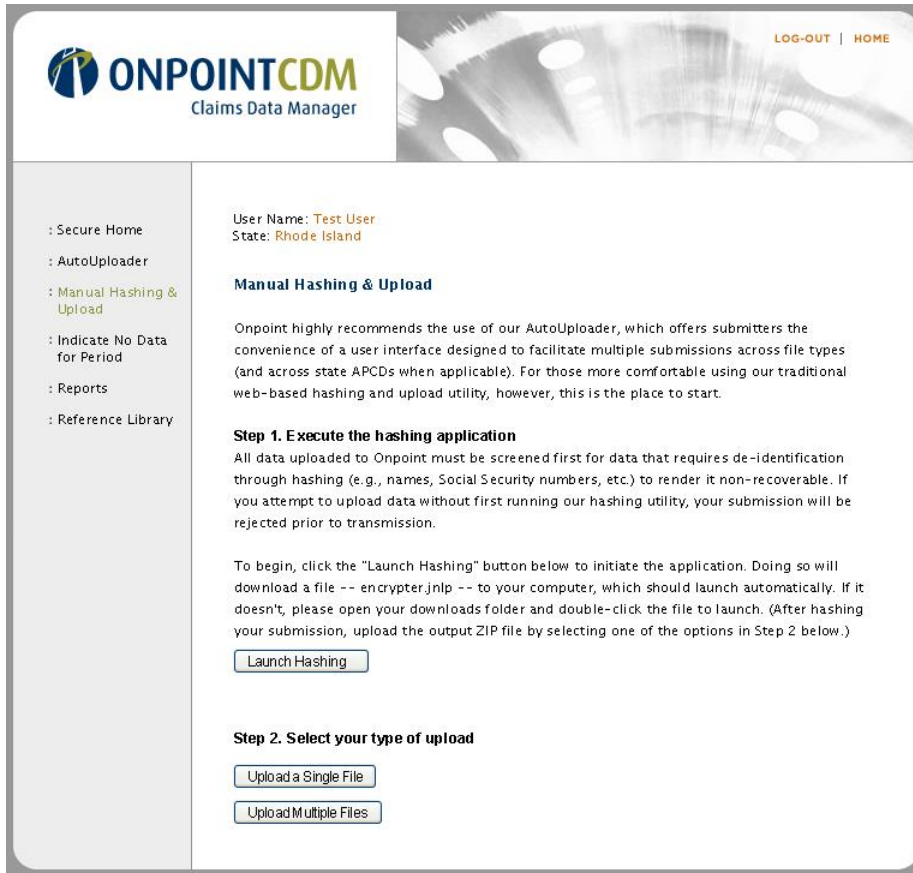 LOG-OUT | HOME
ONPOINTCDM
Claims Data Manager
: Secure Home
: AutoUploader
: Manual Hashing &
Upload
: Indicate No Data
for Period
: Reports
: Reference Library
User Name: Test User
State: Rhode Island
Manual Hashing & Upload
Onpoint highly recommends the use of our AutoUploader, which offers submitters the
convenience of a user interface designed to facilitate multiple submissions across file types
(and across state APCDs when applicable). For those more comfortable using our traditional
web-based hashing and upload utility, however, this is the place to start.
Step 1. Execute the hashing application
All data uploaded to Onpoint must be screened first for data that requires de-identification
through hashing (e.g., names, Social Security numbers, etc.) to render it non-recoverable. If
you attempt to upload data without first running our hashing utility, your submission will be
rejected prior to transmission.
To begin, click the "Launch Hashing" button below to initiate the application. Doing so will
download a file -- encrypter.jnlp -- to your computer, which should launch automatically. If it
doesn't, please open your downloads folder and double-click the file to launch. (After hashing
your submission, upload the output ZIP file by selecting one of the options in Step 2 below.)
Launch Hashing
Step 2. Select your type of upload
Upload a Single File
Upload Multiple Files